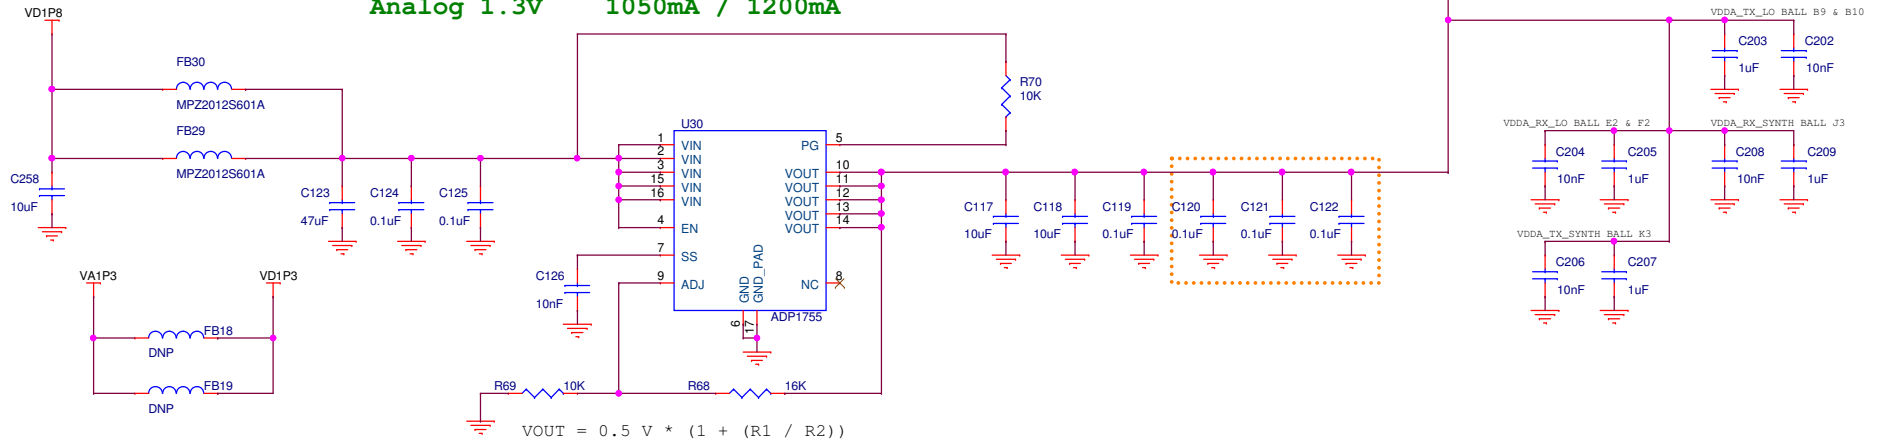 Analog 1.3V 1050mA / 1200mA
VD1P8
VDDA_TX_LO BALL B9 & B10
C203
1uF
C202
10nF
FB30
MPZ2012S601A
R70
10K
FB29
MPZ2012S601A
U30
VDDA_RX_LO BALL E2 & F2
VDDA_RX_SYNTH BALL J3
C204
10nF
C205
1uF
C208
10nF
C209
1uF
C258
10uF
C123
47uF
C124
0.1uF
C125
0.1uF
1 VIN
2 VIN
3 VIN
15 VIN
16 VIN
4 EN
7 SS
9 ADJ
PG 5
VOUT 10
VOUT 11
VOUT 12
VOUT 13
VOUT 14
NC 8
GND 6
GND_PAD 17
ADP1755
C117
10uF
C118
10uF
C119
0.1uF
C120
0.1uF
C121
0.1uF
C122
0.1uF
VDDA_TX_SYNTH BALL K3
C206
10nF
C207
1uF
C126
10nF
VA1P3
VD1P3
FB18
DNP
FB19
DNP
R69 10K
R68 16K
VOUT = 0.5 V * (1 + (R1 / R2))